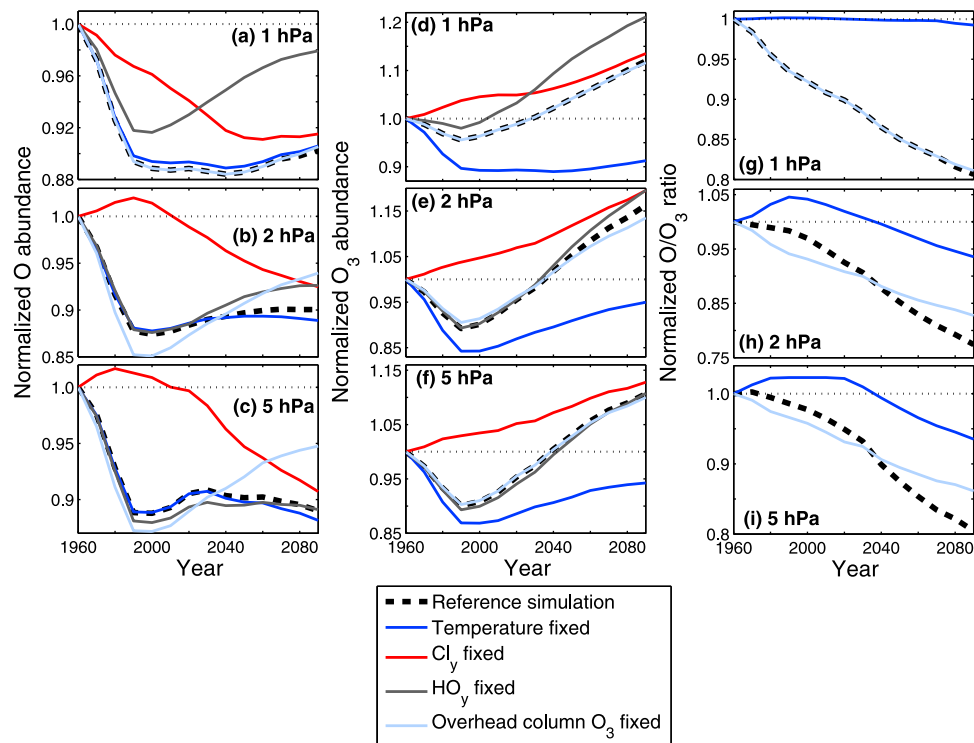 Normalized O abundance
1.0
0.96
0.92
0.88
(a) 1 hPa
1.0
0.95
0.9
0.85
(b) 2 hPa
1.0
0.95
0.9
(c) 5 hPa
1960
2000
2040
2080
Year
Normalized O3 abundance
1.2
1.1
1.0
0.9
(d) 1 hPa
1.15
1.05
1.0
0.95
0.85
(e) 2 hPa
1.15
1.05
1.0
0.95
0.85
(f) 5 hPa
1960
2000
2040
2080
Year
Normalized O/O3 ratio
1
0.95
0.9
0.85
0.8
(g) 1 hPa
1.05
1.0
0.95
0.85
0.75
(h) 2 hPa
1.0
0.9
0.8
(i) 5 hPa
1960
2000
2040
2080
Year
Reference simulation
Temperature fixed
Cly fixed
HOy fixed
Overhead column O3 fixed